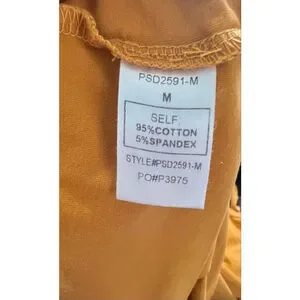 PSD2591-M
M
SELF:
95%COTTON
5%SPANDEX
STYLE#PSD2591-M
PO#P3975